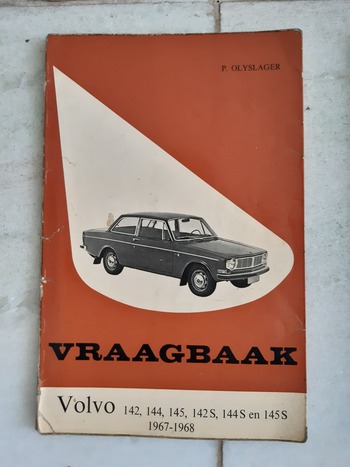 P. OLYSLAGER
VRAAGBAAK
Volvo 142, 144, 145, 142 S, 144 S en 145 S
1967-1968